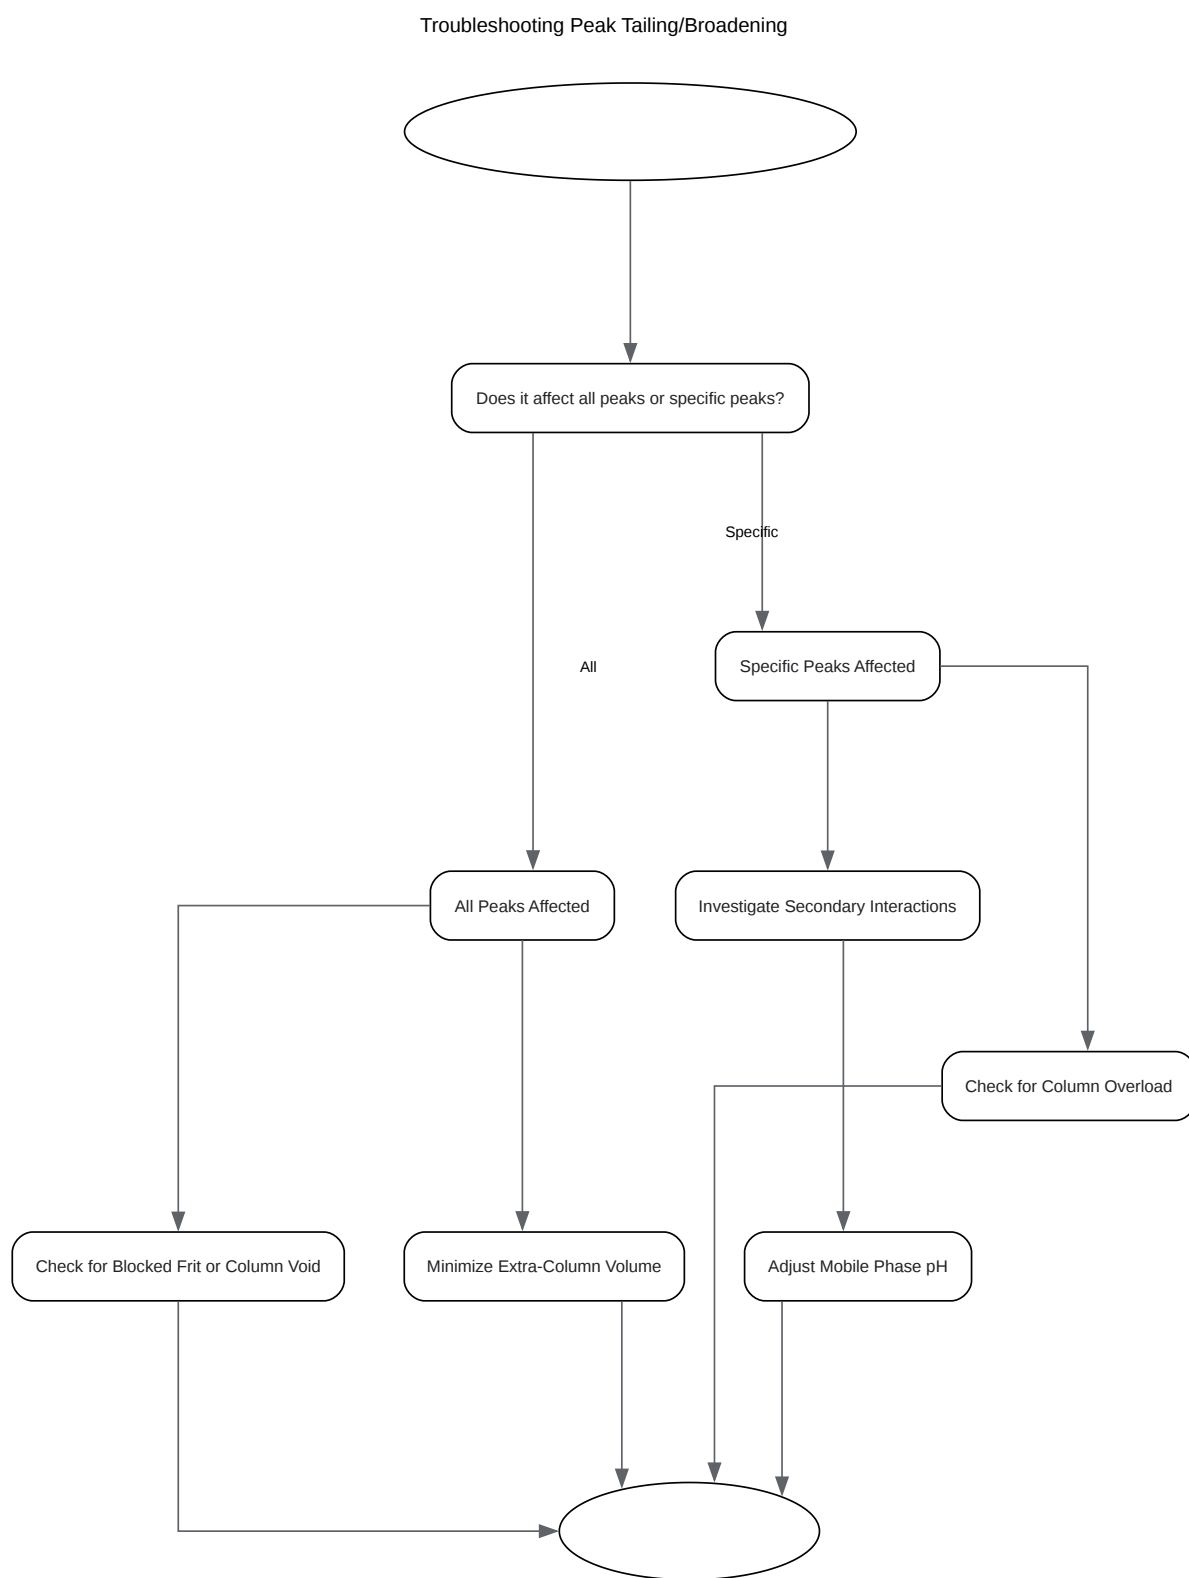 Troubleshooting Peak Tailing/Broadening
Does it affect all peaks or specific peaks?
Specific
All
Specific Peaks Affected
All Peaks Affected
Investigate Secondary Interactions
Check for Column Overload
Check for Blocked Frit or Column Void
Minimize Extra-Column Volume
Adjust Mobile Phase pH